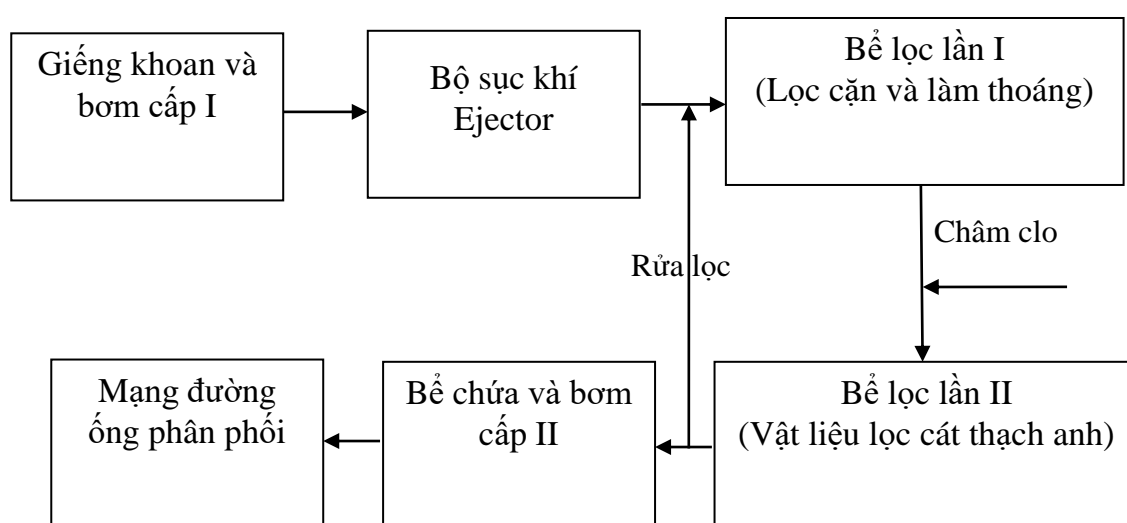 Giếng khoan và
bơm cấp I
Bộ sục khí
Ejector
Bể lọc lần I
(Lọc cặn và làm thoáng)
Châm clo
Rửa lọc
Mạng đường
ống phân phối
Bể chứa và bơm
cấp II
Bể lọc lần II
(Vật liệu lọc cát thạch anh)